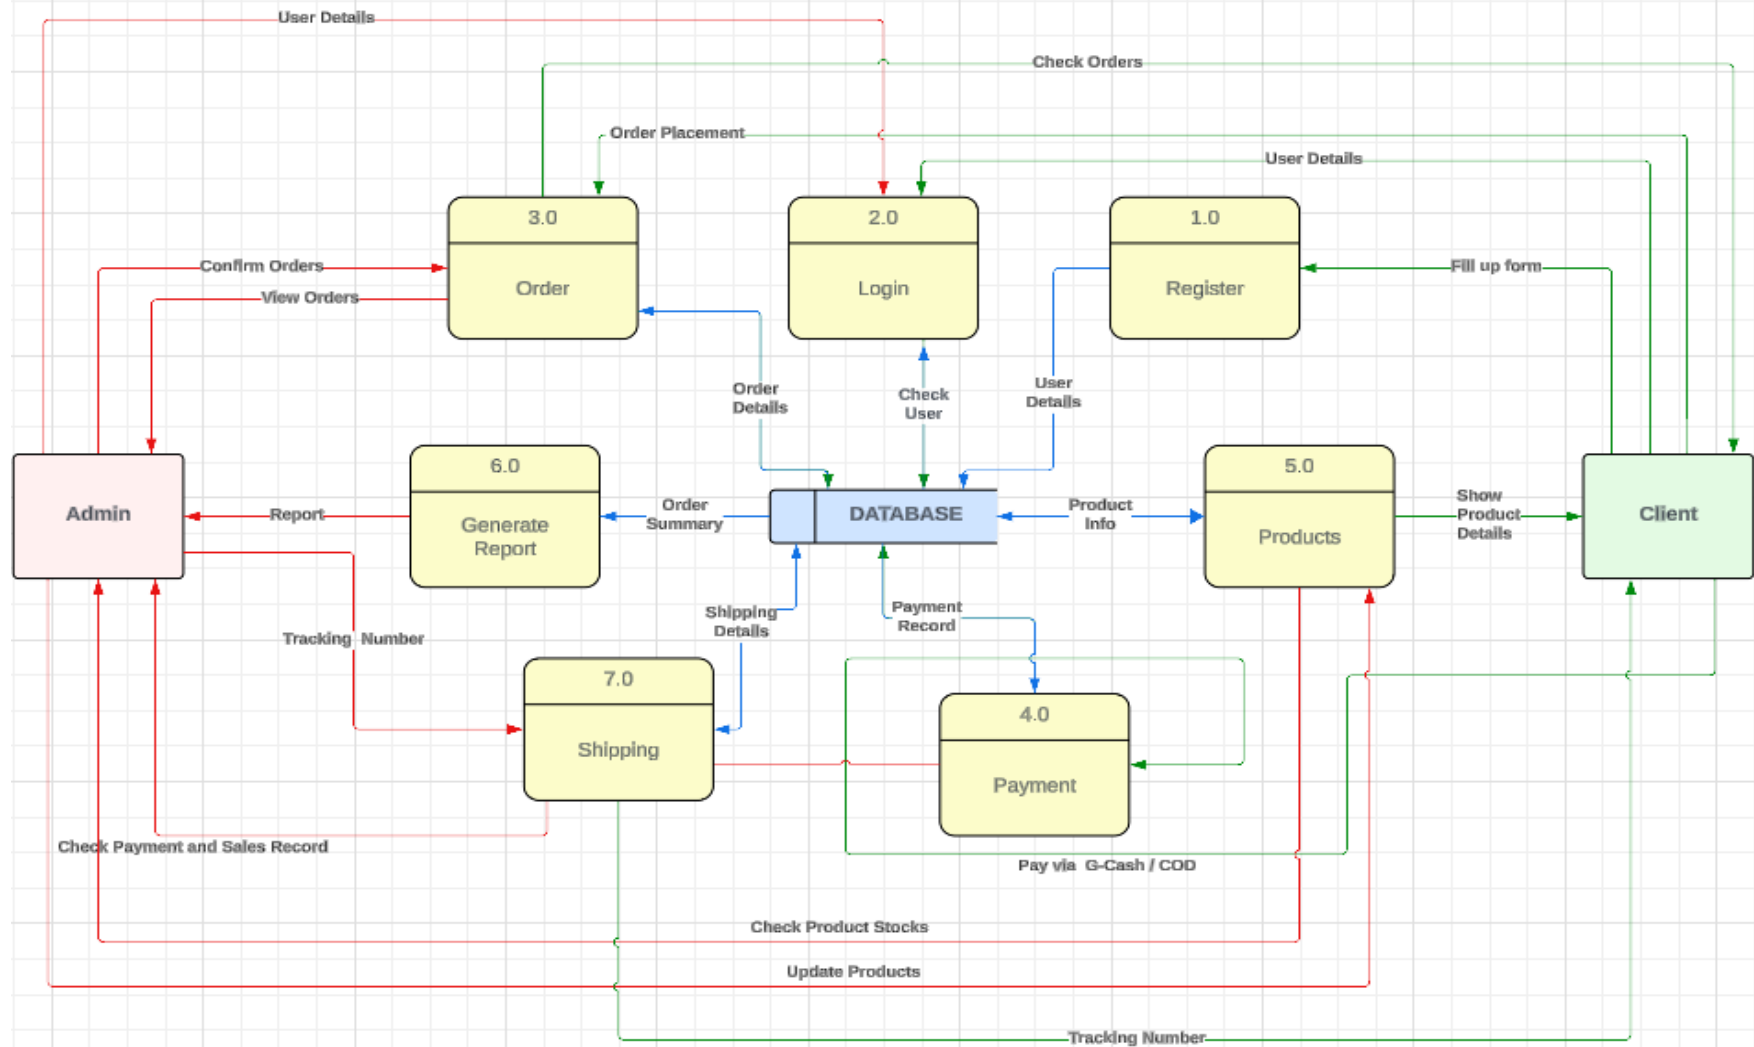 User Details
Check Orders
Order Placement
User Details
3.0
Order
2.0
Login
1.0
Register
Confirm Orders
View Orders
Fill up form
Order
Details
Check
User
User
Details
Admin
6.0
Generate
Report
Report
Order
Summary
DATABASE
Product
Info
5.0
Products
Show
Product
Details
Client
Tracking Number
Shipping
Details
Payment
Record
7.0
Shipping
4.0
Payment
Check Payment and Sales Record
Pay via G-Cash / COD
Check Product Stocks
Update Products
Tracking Number